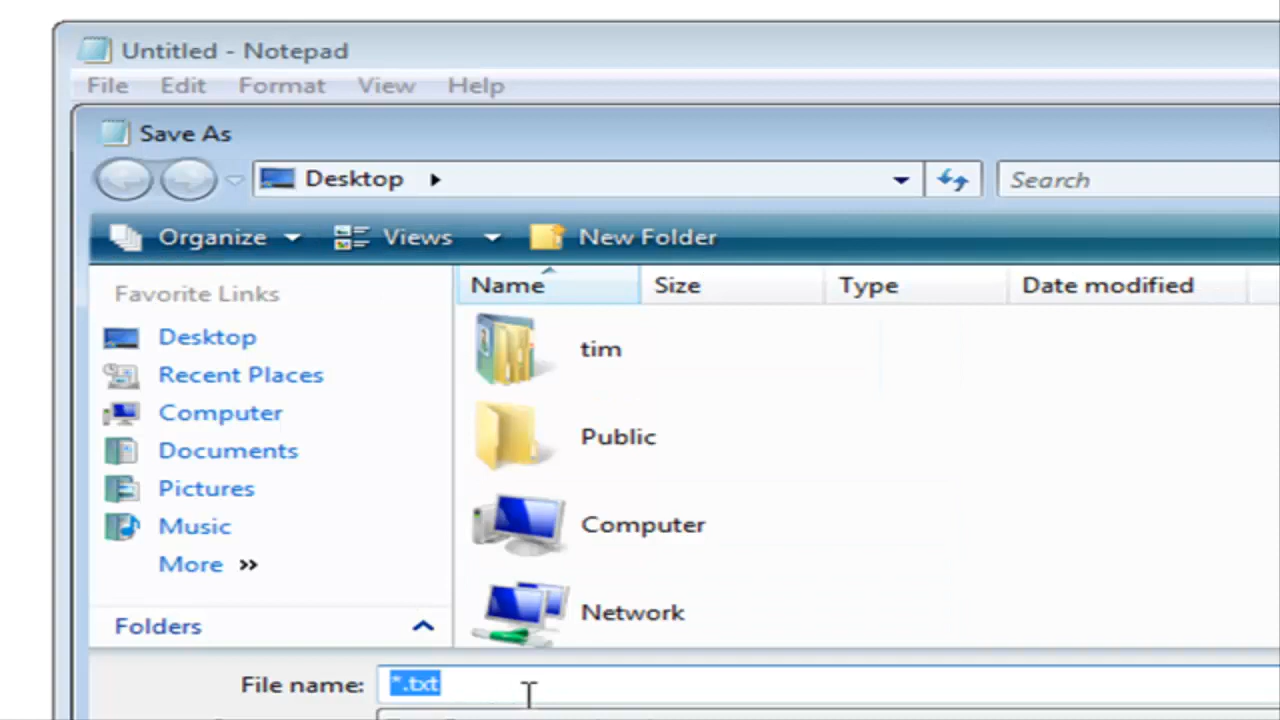 Untitled - Notepad
File Edit Format View Help
Save As
Desktop Search
Organize Views New Folder
Favorite Links
Desktop
Recent Places
Computer
Documents
Pictures
Music
More »
Folders
Name Size Type Date modified
tim
Public
Computer
Network
File name: *.txt